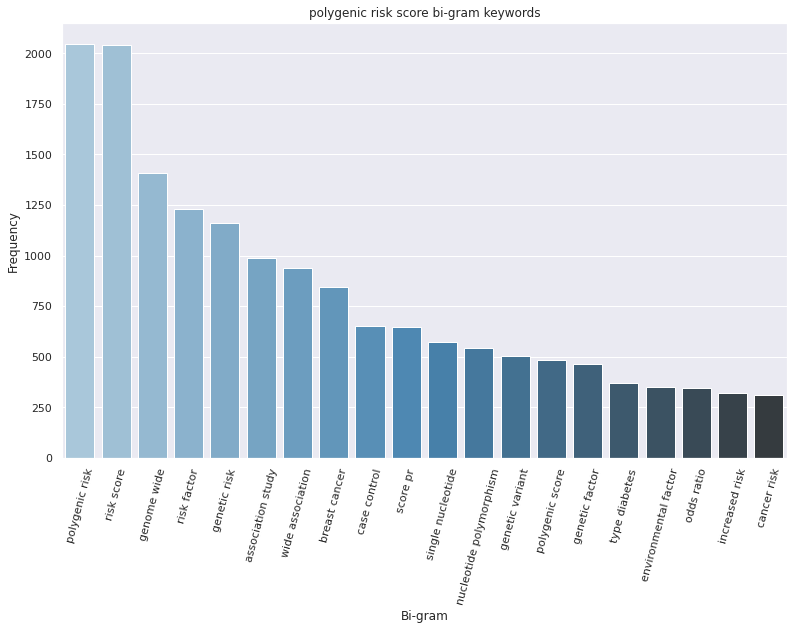 polygenic risk score bi-gram keywords
2000
1750
1500
1250
1000
750
500
250
0
Frequency
polygenic risk
risk score
genome wide
risk factor
genetic risk
association study
wide association
breast cancer
case control
score pr
single nucleotide
nucleotide polymorphism
genetic variant
polygenic score
genetic factor
type diabetes
environmental factor
odds ratio
increased risk
cancer risk
Bi-gram